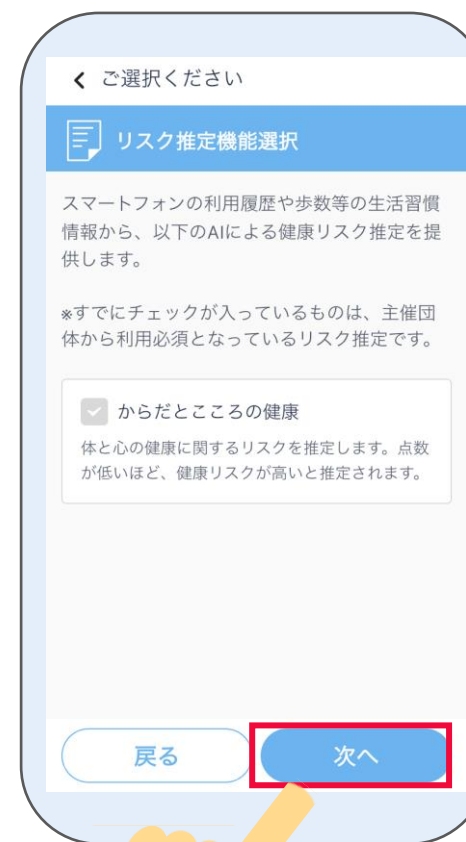 ご選択ください
リスク推定機能選択
スマートフォンの利用履歴や歩数等の生活習慣
情報から、以下のAIによる健康リスク推定を提
供します。
*すでにチェックが入っているものは、主催団
体から利用必須となっているリスク推定です。
からだとこころの健康
体と心の健康に関するリスクを推定します。点数
が低いほど、健康リスクが高いと推定されます。
戻る
次へ